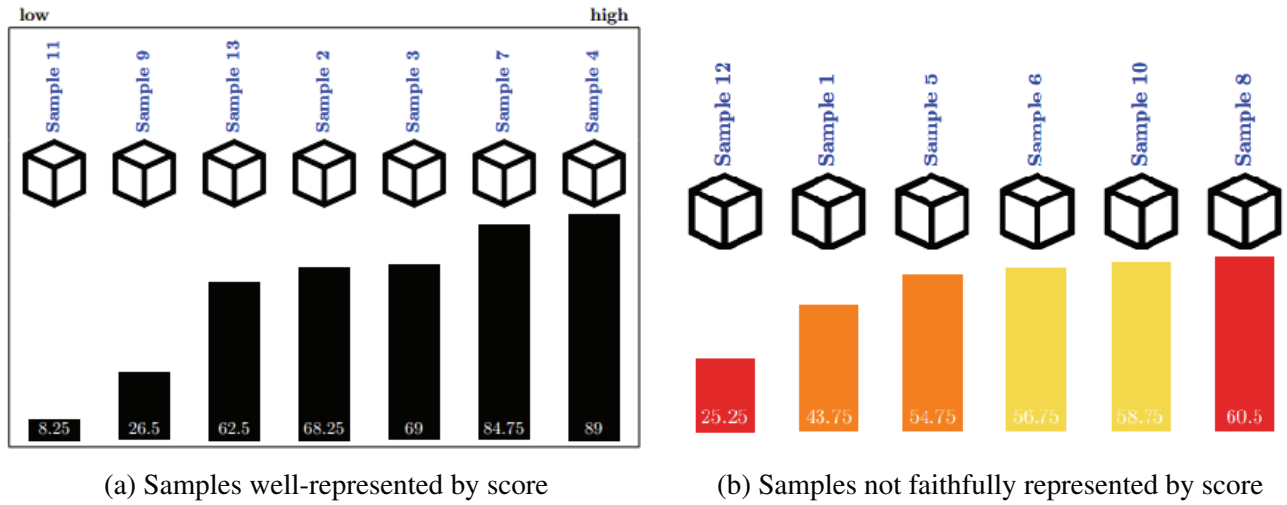 low high
Sample 11 Sample 9 Sample 13 Sample 2 Sample 3 Sample 7 Sample 4
8.25 26.5 62.5 68.25 69 84.75 89
(a) Samples well-represented by score
Sample 12 Sample 1 Sample 5 Sample 6 Sample 10 Sample 8
25.25 43.75 54.75 56.75 58.75 60.5
(b) Samples not faithfully represented by score